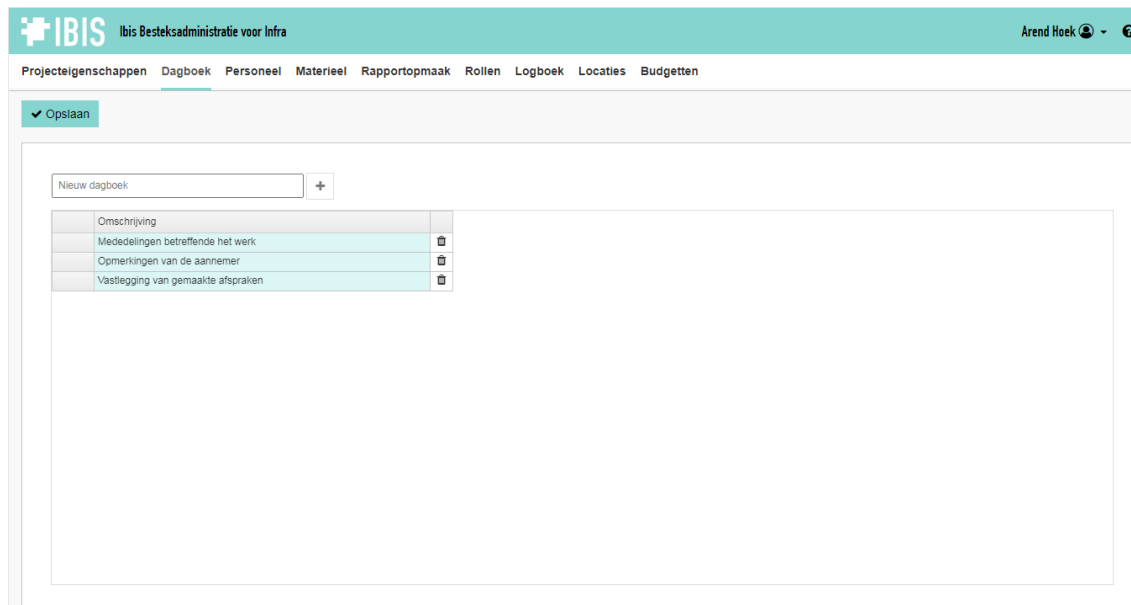 IBIS Ibis Besteksadministratie voor Infra Arend Hoek
Projecteigenschappen Dagboek Personeel Materieel Rapportopmaak Rollen Logboek Locaties Budgetten
Opslaan
Nieuw dagboek +
Omschrijving
Mededelingen betreffende het werk
Opmerkingen van de aannemer
Vastlegging van gemaakte afspraken